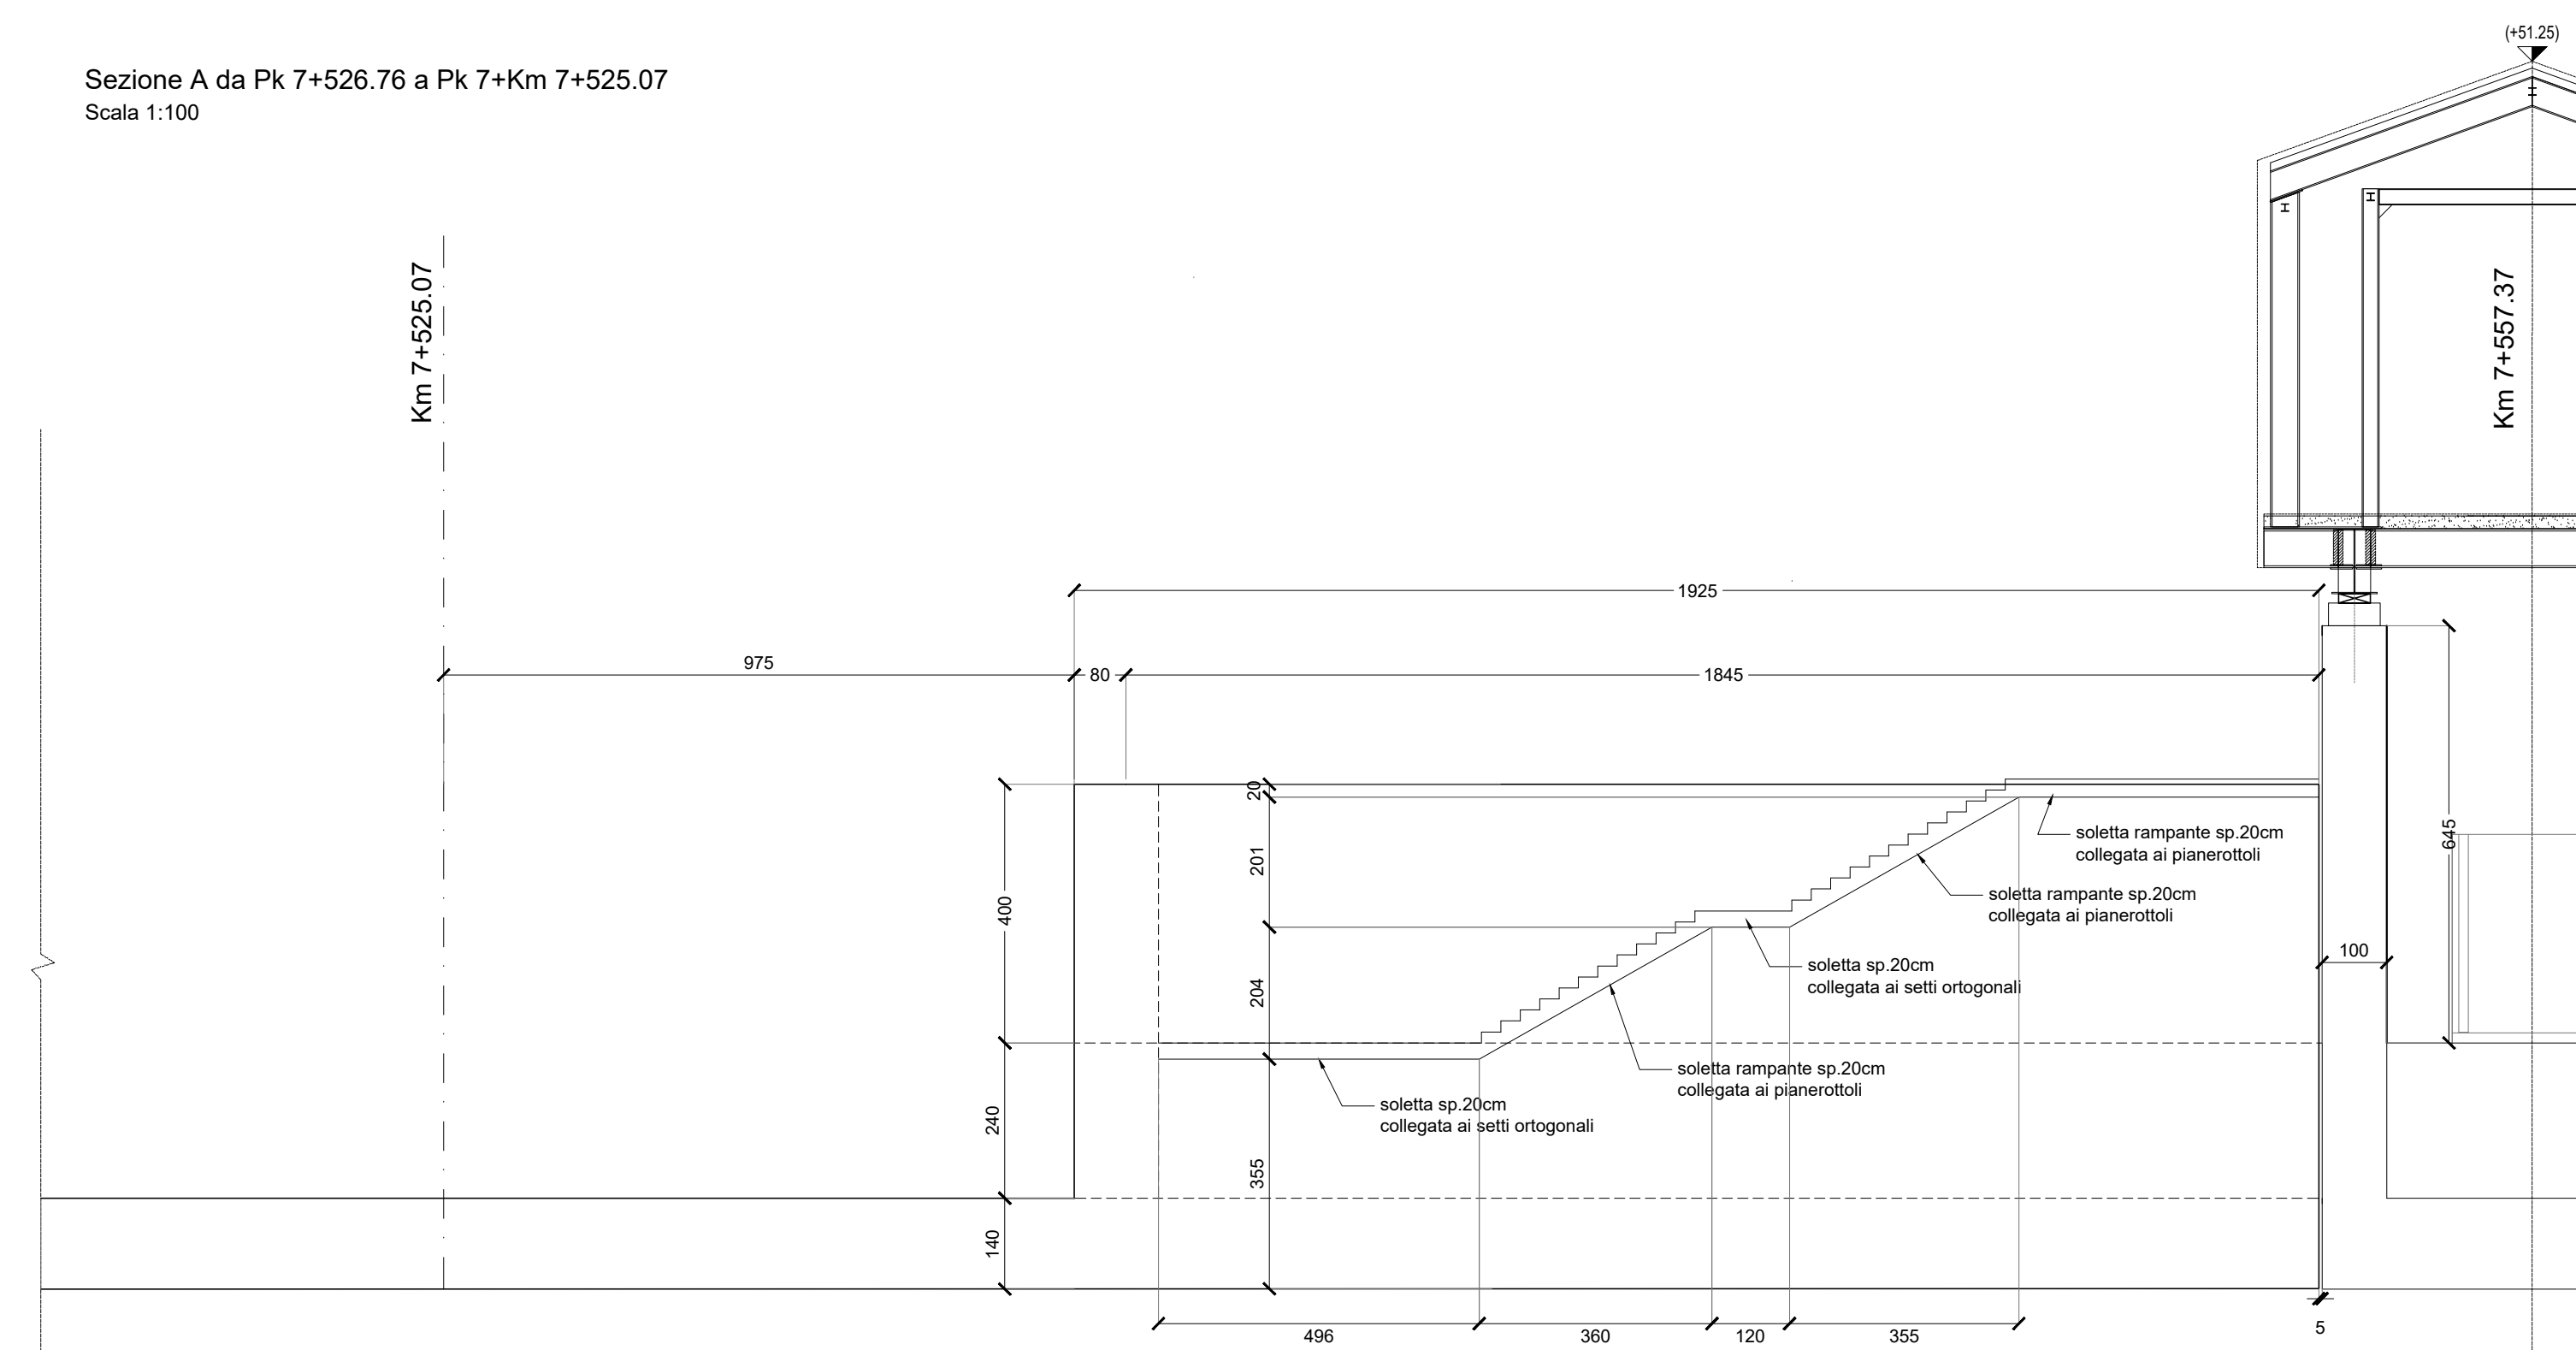 (+51.25)
Sezione A da Pk 7+526.76 a Pk 7+Km 7+525.07
Scala 1:100
Km 7+525.07
Km 7+557.37
H
H
H
1925
975
80
1845
20
201
400
204
240
355
140
645
100
soletta rampante sp.20cm
collegata ai pianerottoli
soletta rampante sp.20cm
collegata ai pianerottoli
soletta sp.20cm
collegata ai setti ortogonali
soletta rampante sp.20cm
collegata ai pianerottoli
soletta sp.20cm
collegata ai setti ortogonali
496
360
120
355
5